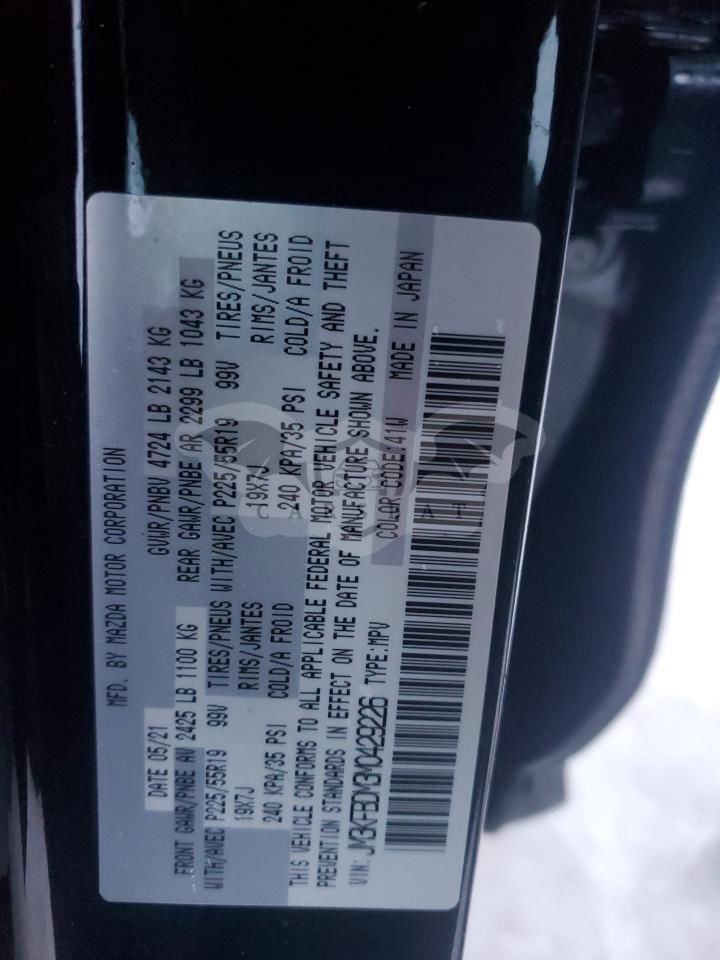 MFD. BY MAZDA MOTOR CORPORATION
DATE 05/21 GVWR/PNBV 4724 LB 2143 KG
FRONT GAWR/PNBE AV 2425 LB 1100 KG REAR GAWR/PNBE AR 2299 LB 1043 KG
WITH/AVEC P225/55R19 99V TIRES/PNEUS WITH/AVEC P225/55R19 99V TIRES/PNEUS
19X7J RIMS/JANTES 19X7J RIMS/JANTES
240 KPA/35 PSI COLD/A FROID 240 KPA/35 PSI COLD/A FROID
THIS VEHICLE CONFORMS TO ALL APPLICABLE FEDERAL MOTOR VEHICLE SAFETY AND THEFT
PREVENTION STANDARDS IN EFFECT ON THE DATE OF MANUFACTURE SHOWN ABOVE.
VIN: JM3KFBDM3M0429226 TYPE:MPV COLOR CODE:41W MADE IN JAPAN